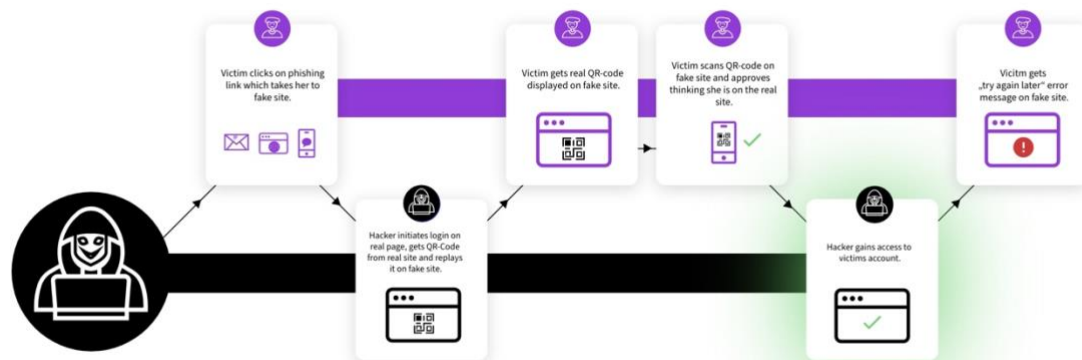 Victim clicks on phishing
link which takes her to
fake site.
Hacker initiates login on
real page, gets QR-Code
from real site and replays
it on fake site.
Victim gets real QR-code
displayed on fake site.
Victim scans QR-code on
fake site and approves
thinking she is on the real
site.
Hacker gains access to
victims account.
Vicitm gets
„try again later" error
message on fake site.